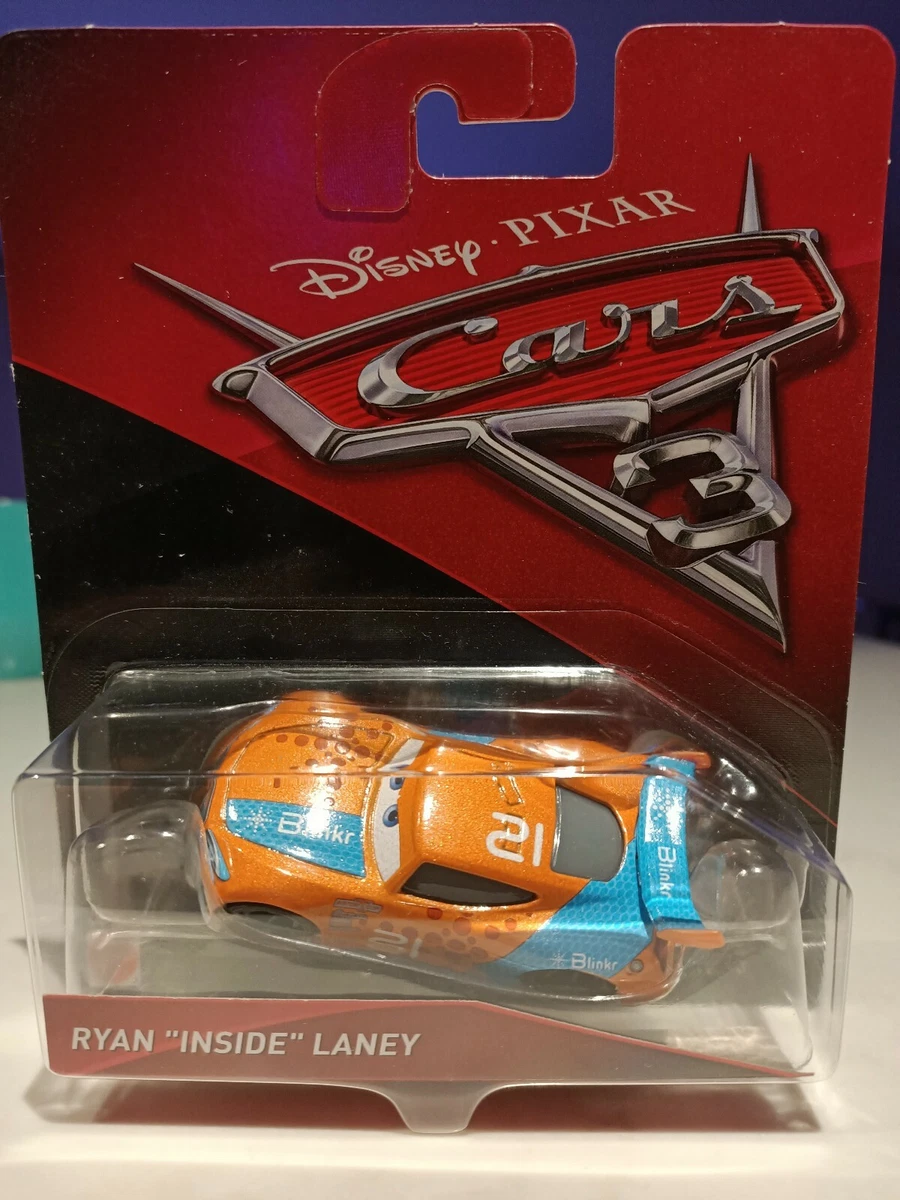 Disney · PIXAR
Cars
3
Blinkr
21
Blinkr
21
Blinkr
RYAN "INSIDE" LANEY